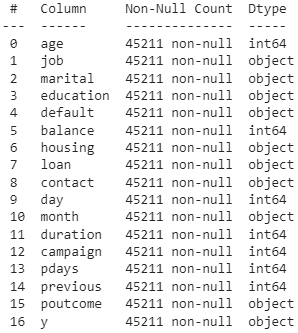 #   Column     Non-Null Count  Dtype
---  ------     --------------  -----
0   age        45211 non-null  int64
1   job        45211 non-null  object
2   marital    45211 non-null  object
3   education  45211 non-null  object
4   default    45211 non-null  object
5   balance    45211 non-null  int64
6   housing    45211 non-null  object
7   loan       45211 non-null  object
8   contact    45211 non-null  object
9   day        45211 non-null  int64
10  month      45211 non-null  object
11  duration   45211 non-null  int64
12  campaign   45211 non-null  int64
13  pdays      45211 non-null  int64
14  previous   45211 non-null  int64
15  poutcome   45211 non-null  object
16  y          45211 non-null  object